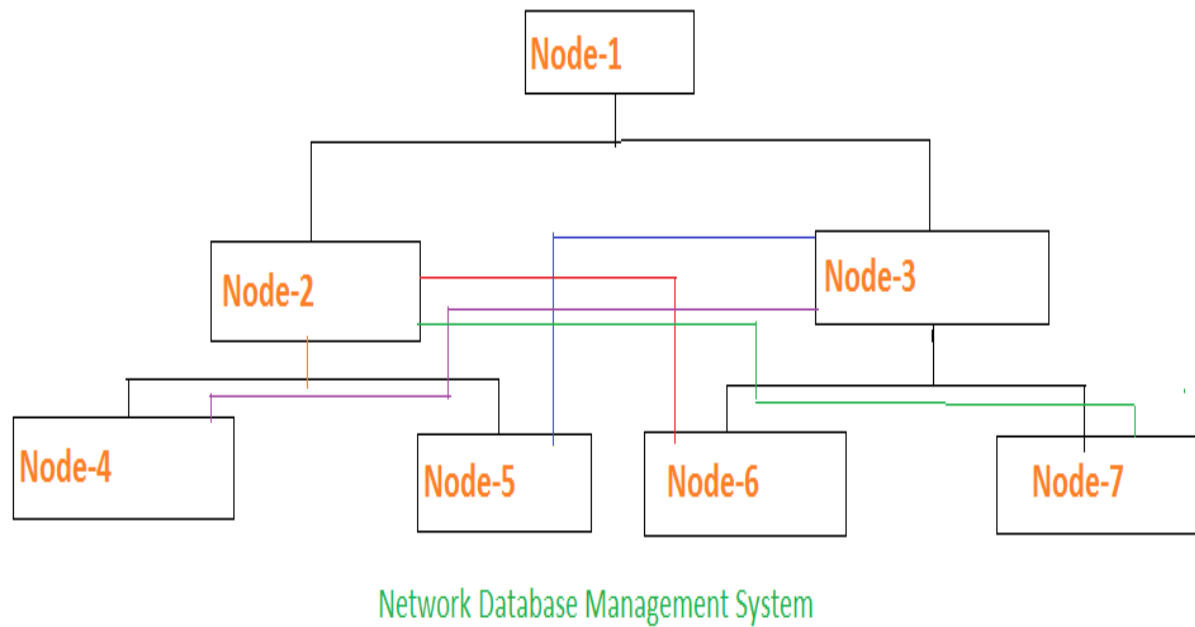 Node-1
Node-2
Node-3
Node-4
Node-5
Node-6
Node-7
Network Database Management System